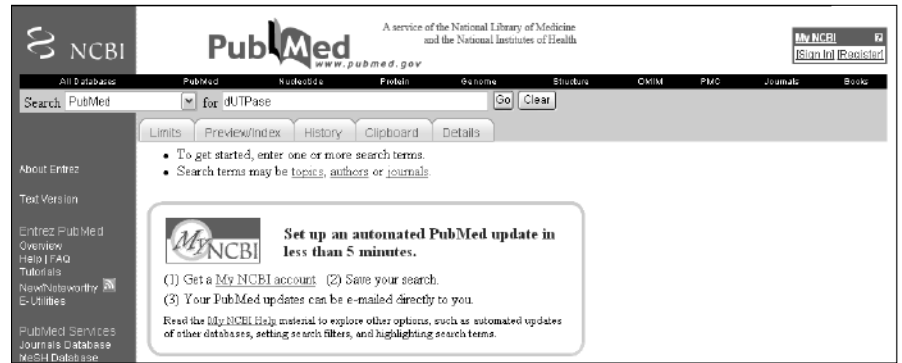 NCBI
PubMed
www.pubmed.gov
A service of the National Library of Medicine
and the National Institutes of Health
My NCBI
[Sign In] [Register]
All Databases PubMed Nucleotide Protein Genome Structure OMIM PMC Journals Books
Search PubMed for dUTPase Go Clear
Limits Preview/Index History Clipboard Details
• To get started, enter one or more search terms.
• Search terms may be topics, authors or journals.
About Entrez
Text Version
Entrez PubMed
Overview
Help | FAQ
Tutorials
New/Noteworthy
E-Utilities
PubMed Services
Journals Database
MeSH Database
My NCBI
Set up an automated PubMed update in
less than 5 minutes.
(1) Get a My NCBI account (2) Save your search.
(3) Your PubMed updates can be e-mailed directly to you.
Read the My NCBI Help material to explore other options, such as automated updates
of other databases, setting search filters, and highlighting search terms.